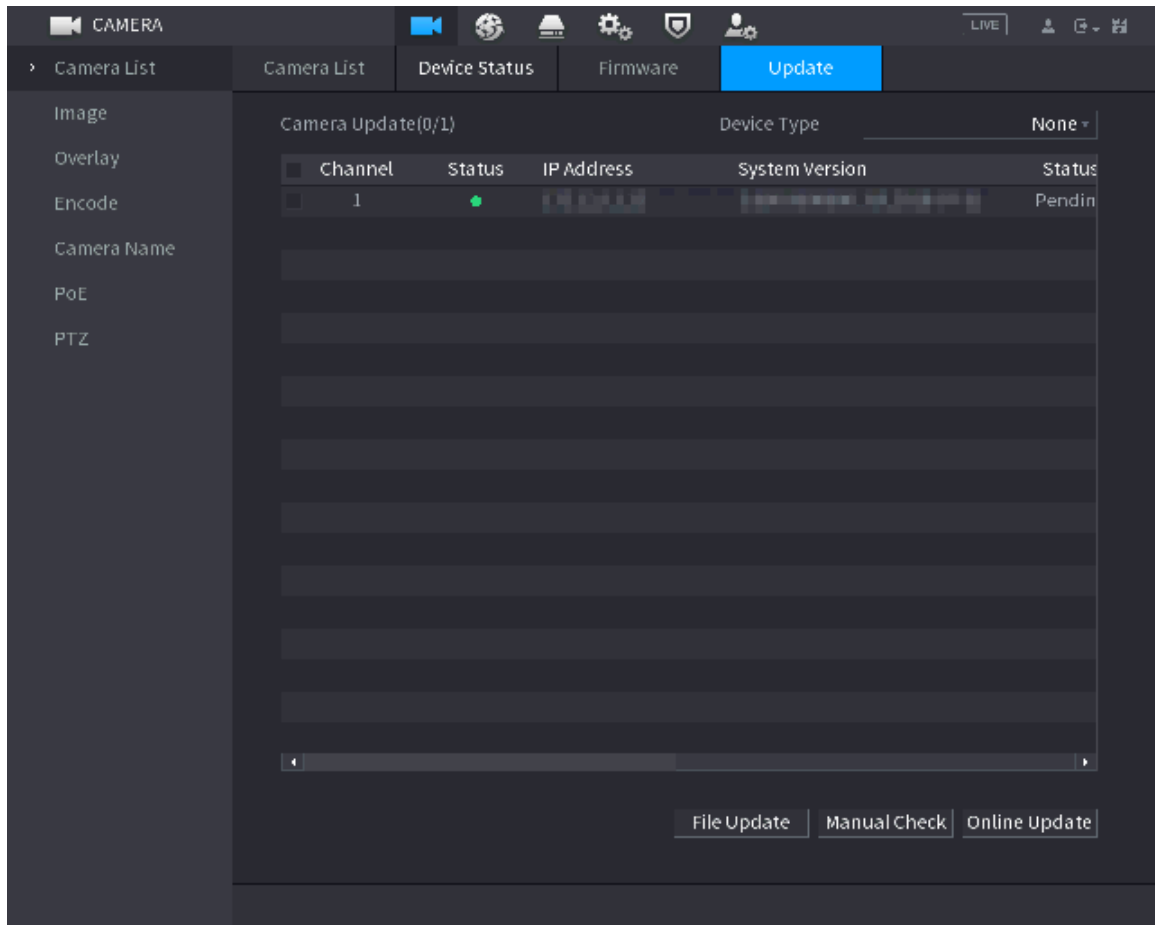 CAMERA LIVE
Camera List Camera List Device Status Firmware Update
Image
Camera Update(0/1) Device Type None
Overlay
Channel Status IP Address System Version Status
Encode
1 Pendin
Camera Name
PoE
PTZ
File Update Manual Check Online Update